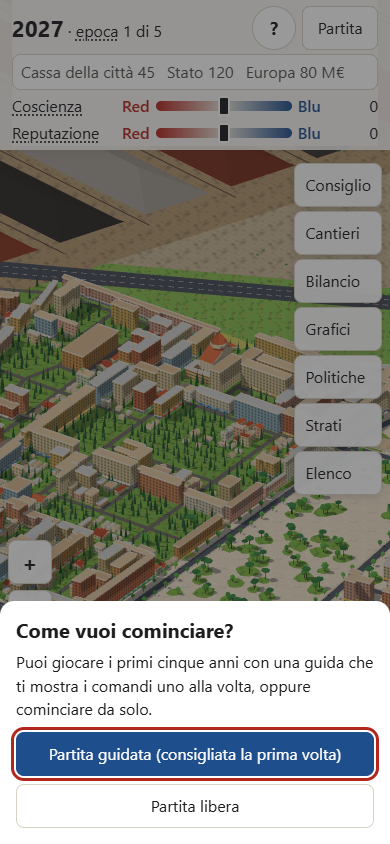 2027 · epoca 1 di 5
?
Partita
Cassa della città 45 Stato 120 Europa 80 M€
Coscienza Red Blu 0
Reputazione Red Blu 0
Consiglio
Cantieri
Bilancio
Grafici
Politiche
Strati
Elenco
+
Come vuoi cominciare?
Puoi giocare i primi cinque anni con una guida che
ti mostra i comandi uno alla volta, oppure
cominciare da solo.
Partita guidata (consigliata la prima volta)
Partita libera